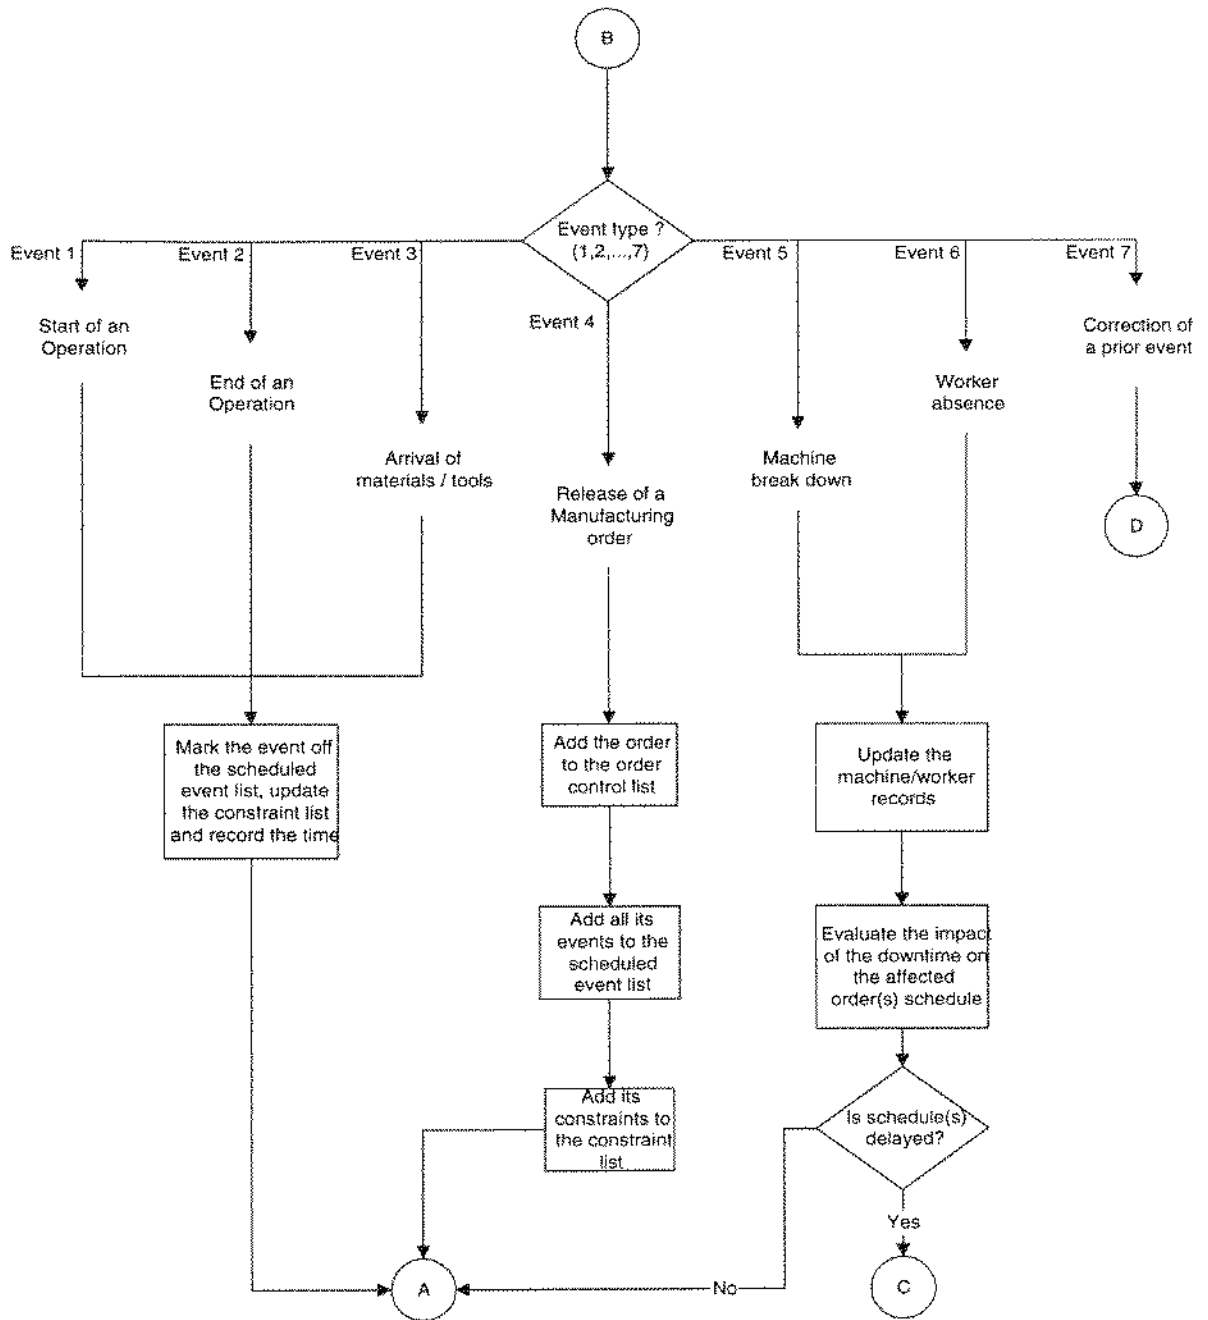 B
Event type ?
(1,2,...,7)
Event 1
Event 2
Event 3
Event 4
Event 5
Event 6
Event 7
Start of an
Operation
End of an
Operation
Arrival of
materials / tools
Release of a
Manufacturing
order
Machine
break down
Worker
absence
Correction of
a prior event
D
Mark the event off
the scheduled
event list, update
the constraint list
and record the time
Add the order
to the order
control list
Update the
machine/worker
records
Add all its
events to the
scheduled
event list
Evaluate the impact
of the downtime on
the affected
order(s) schedule
Add its
constraints to
the constraint
list
Is schedule(s)
delayed?
Yes
No
A
C